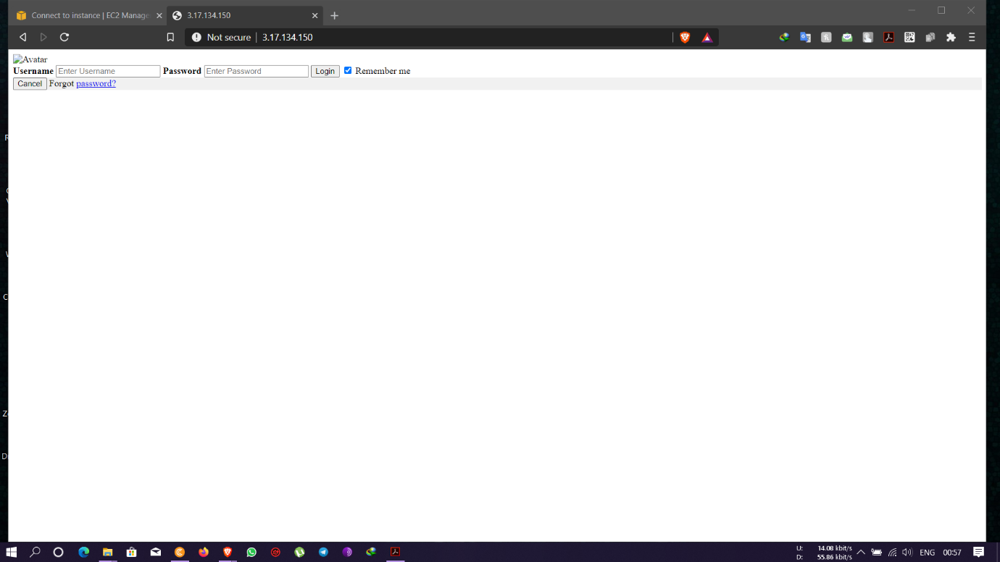 Connect to instance | EC2 Manage
3.17.134.150
Not secure
3.17.134.150
Avatar
Username Enter Username Password Enter Password Login Remember me
Cancel Forgot password?
U: 14.08 kbit/s
D: 55.86 kbit/s
ENG
00:57